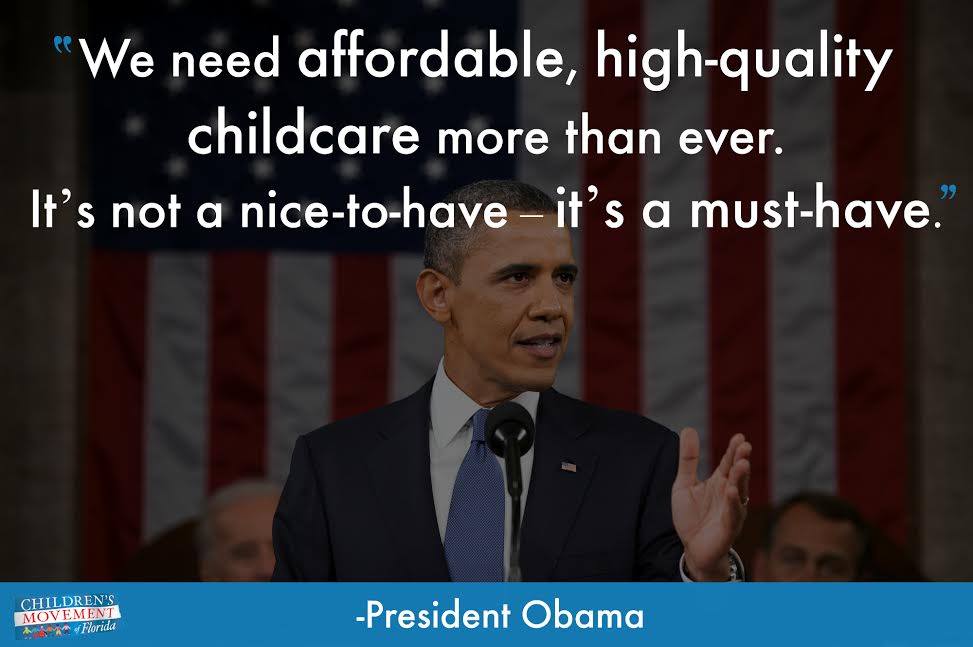 “We need affordable, high-quality
childcare more than ever.
It’s not a nice-to-have – it’s a must-have.”
CHILDREN'S
MOVEMENT
of Florida
-President Obama